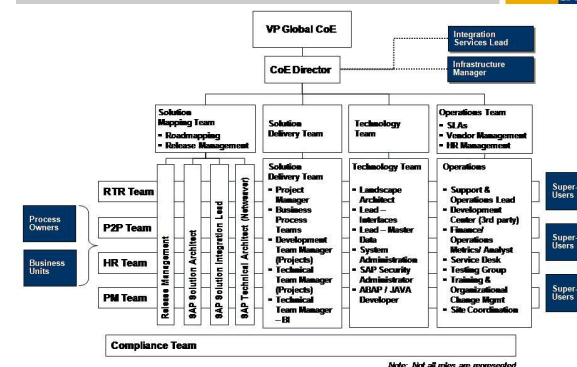 VP Global CoE
CoE Director
Integration
Services Lead
Infrastructure
Manager
Solution
Mapping Team
▪ Roadmapping
▪ Release Management
Solution
Delivery Team
Technology
Team
Operations Team
▪ SLAs
▪ Vendor Management
▪ HR Management
Process
Owners
Business
Units
RTR Team
P2P Team
HR Team
PM Team
Release Management
SAP Solution Architect
SAP Solution Integration Lead
SAP Technical Architect (Netweaver)
Solution
Delivery Team
▪ Project
Manager
▪ Business
Process
Teams
▪ Development
Team Manager
(Projects)
▪ Technical
Team Manager
(Projects)
▪ Technical
Team Manager
– BI
Technology Team
▪ Landscape
Architect
▪ Lead –
Interfaces
▪ Lead – Master
Data
▪ System
Administration
▪ SAP Security
Administrator
▪ ABAP / JAVA
Developer
Operations
▪ Support &
Operations Lead
▪ Development
Center (3rd party)
▪ Finance/
Operations
Metrics/ Analyst
▪ Service Desk
▪ Testing Group
▪ Training &
Organizational
Change Mgmt
▪ Site Coordination
Super-
Users
Super-
Users
Super-
Users
Compliance Team
Note: Not all roles are represented